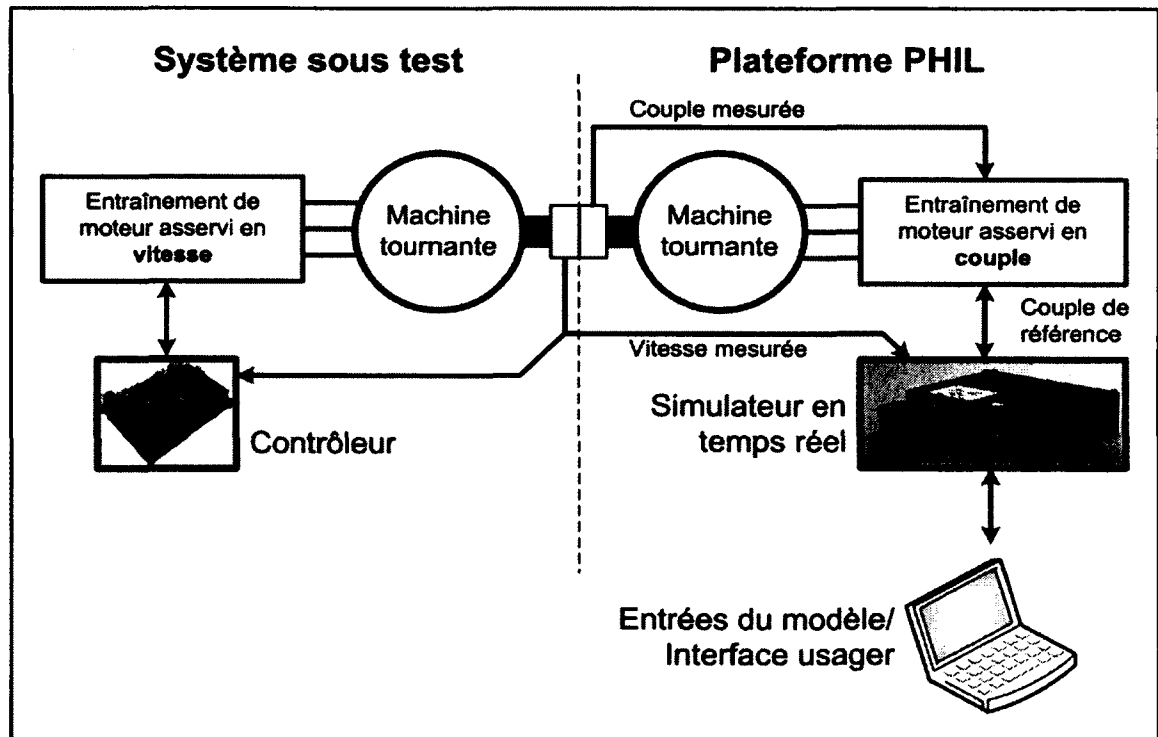 Système sous test
Plateforme PHIL
Couple mesurée
Entraînement de
moteur asservi en
vitesse
Machine
tournante
Machine
tournante
Entraînement de
moteur asservi en
couple
Couple de
référence
Vitesse mesurée
Contrôleur
Simulateur en
temps réel
Entrées du modèle/
Interface usager